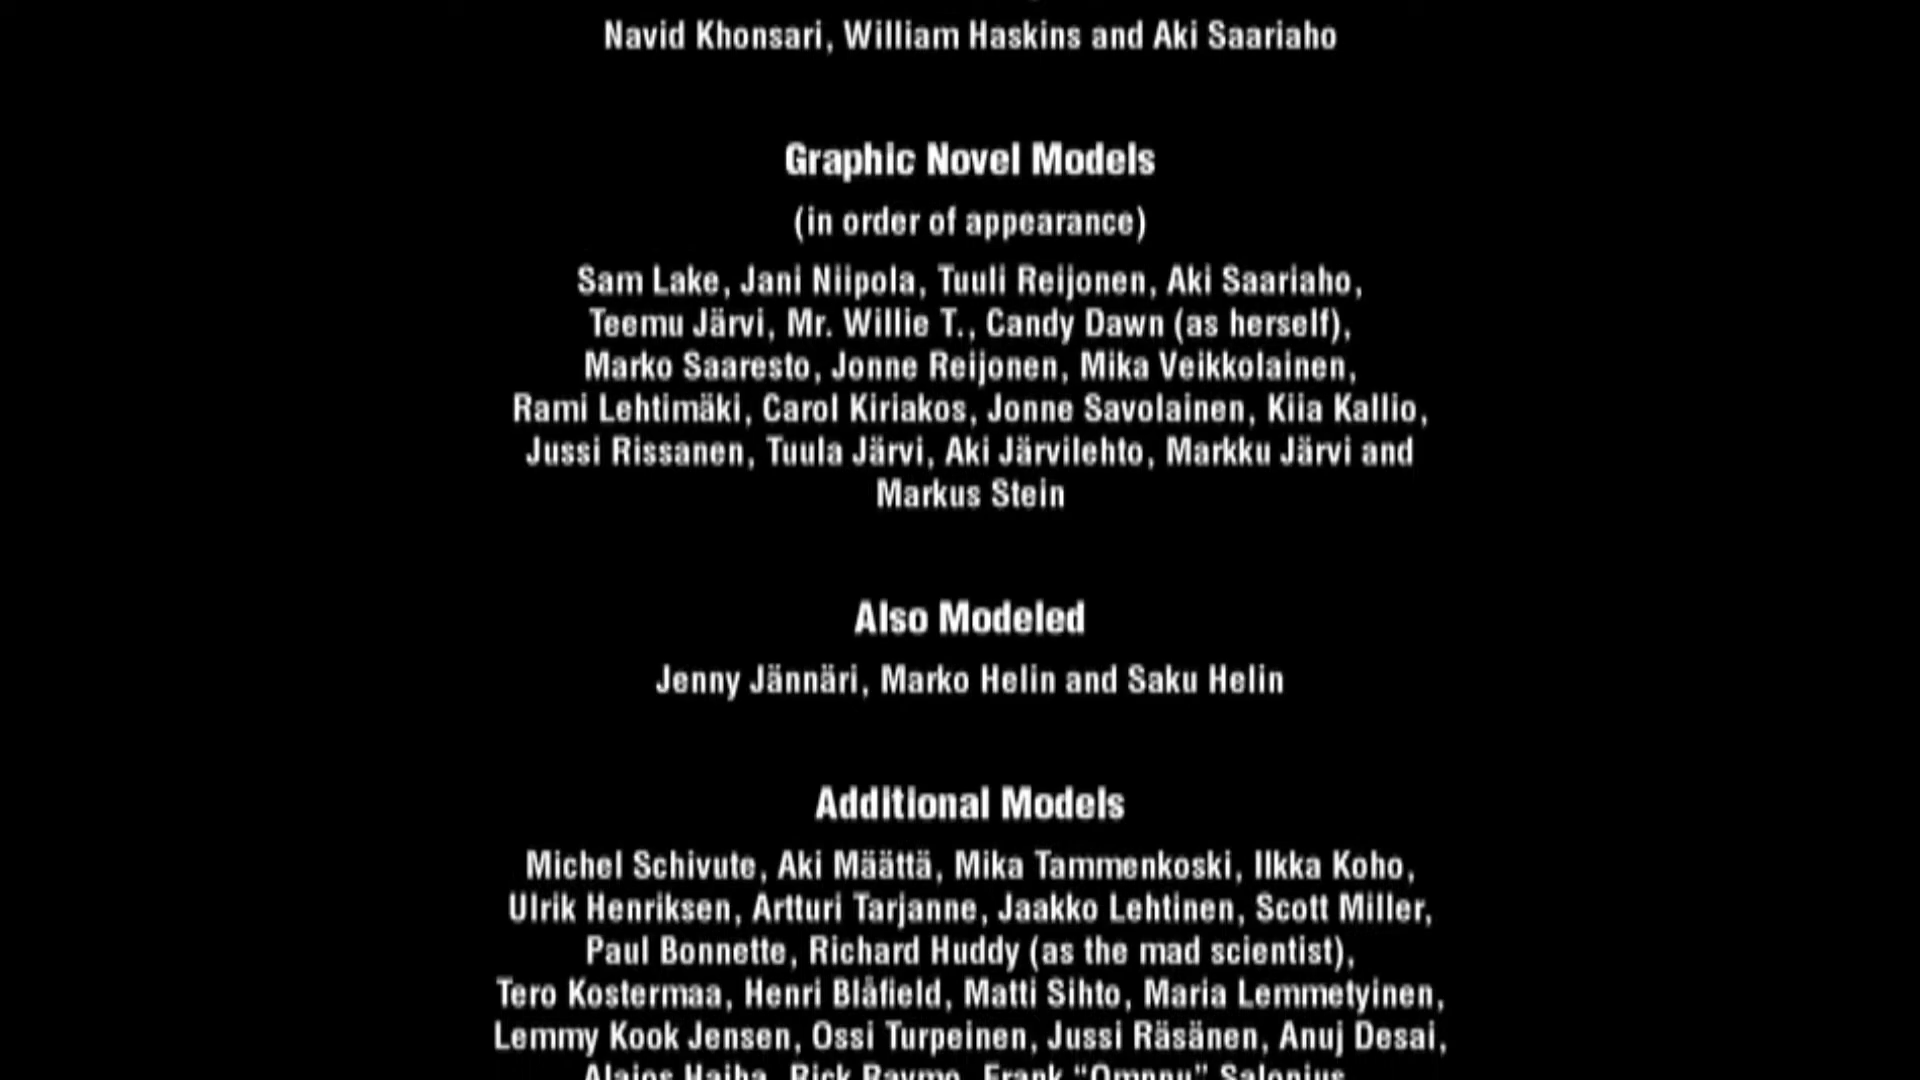 Navid Khonsari, William Haskins and Aki Saariaho
Graphic Novel Models
(in order of appearance)
Sam Lake, Jani Niipola, Tuuli Reijonen, Aki Saariaho,
Teemu Järvi, Mr. Willie T., Candy Dawn (as herself),
Marko Saaresto, Jonne Reijonen, Mika Veikkolainen,
Rami Lehtimäki, Carol Kiriakos, Jonne Savolainen, Kiia Kallio,
Jussi Rissanen, Tuula Järvi, Aki Järvilehto, Markku Järvi and
Markus Stein
Also Modeled
Jenny Jännäri, Marko Helin and Saku Helin
Additional Models
Michel Schivute, Aki Määttä, Mika Tammenkoski, Ilkka Koho,
Ulrik Henriksen, Artturi Tarjanne, Jaakko Lehtinen, Scott Miller,
Paul Bonnette, Richard Huddy (as the mad scientist),
Tero Kostermaa, Henri Blåfield, Matti Sihto, Maria Lemmetyinen,
Lemmy Kook Jensen, Ossi Turpeinen, Jussi Räsänen, Anuj Desai,
Rick Raymo, Frank